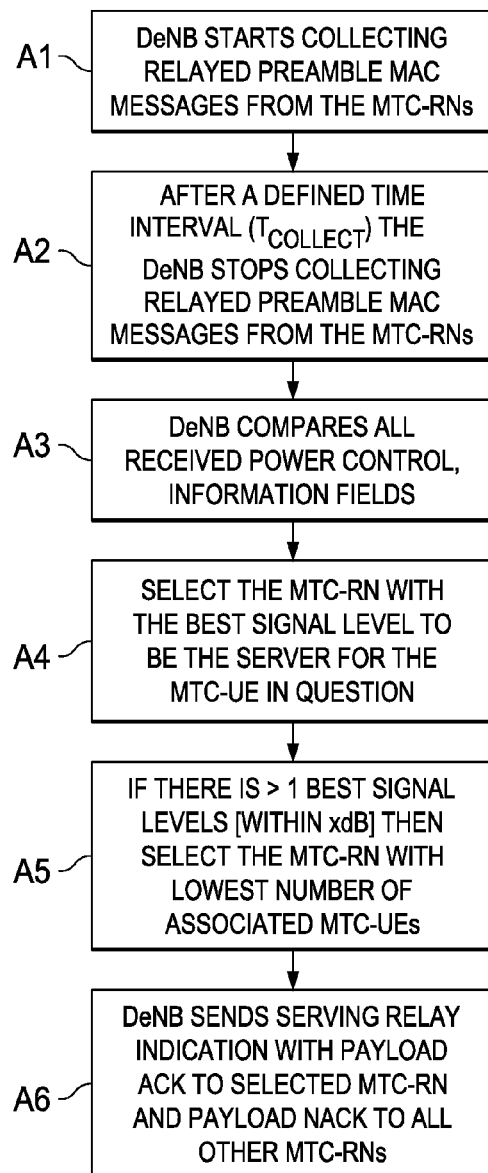 A1
DeNB STARTS COLLECTING
RELAYED PREAMBLE MAC
MESSAGES FROM THE MTC-RNs
A2
AFTER A DEFINED TIME
INTERVAL (TCOLLECT) THE
DeNB STOPS COLLECTING
RELAYED PREAMBLE MAC
MESSAGES FROM THE MTC-RNs
A3
DeNB COMPARES ALL
RECEIVED POWER CONTROL,
INFORMATION FIELDS
A4
SELECT THE MTC-RN WITH
THE BEST SIGNAL LEVEL TO
BE THE SERVER FOR THE
MTC-UE IN QUESTION
A5
IF THERE IS > 1 BEST SIGNAL
LEVELS [WITHIN xdB] THEN
SELECT THE MTC-RN WITH
LOWEST NUMBER OF
ASSOCIATED MTC-UEs
A6
DeNB SENDS SERVING RELAY
INDICATION WITH PAYLOAD
ACK TO SELECTED MTC-RN
AND PAYLOAD NACK TO ALL
OTHER MTC-RNs